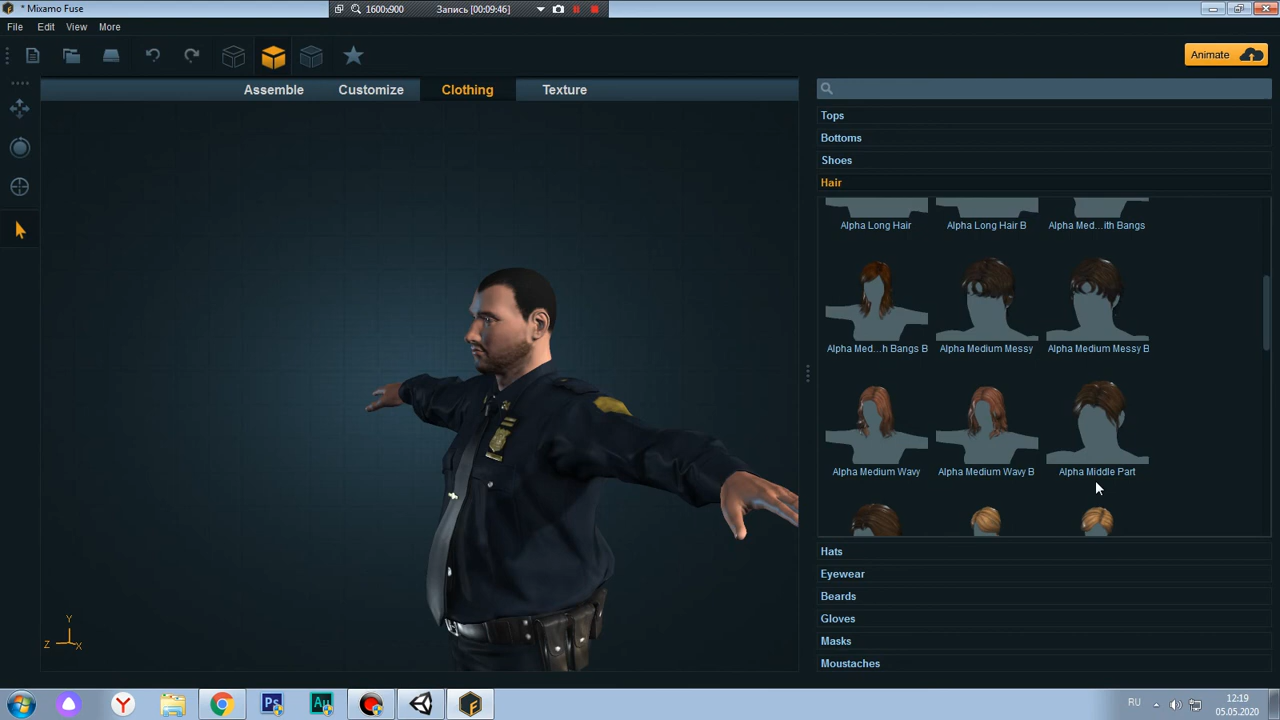 * Mixamo Fuse
1600x900
Запись [00:09:46]
File Edit View More
Animate
Assemble Customize Clothing Texture
Tops
Bottoms
Shoes
Hair
Alpha Long Hair
Alpha Long Hair B
Alpha Med...ith Bangs
Alpha Med...h Bangs B
Alpha Medium Messy
Alpha Medium Messy B
Alpha Medium Wavy
Alpha Medium Wavy B
Alpha Middle Part
Hats
Eyewear
Beards
Gloves
Masks
Moustaches
Y
Z X
Ps Au
RU
12:19
05.05.2020